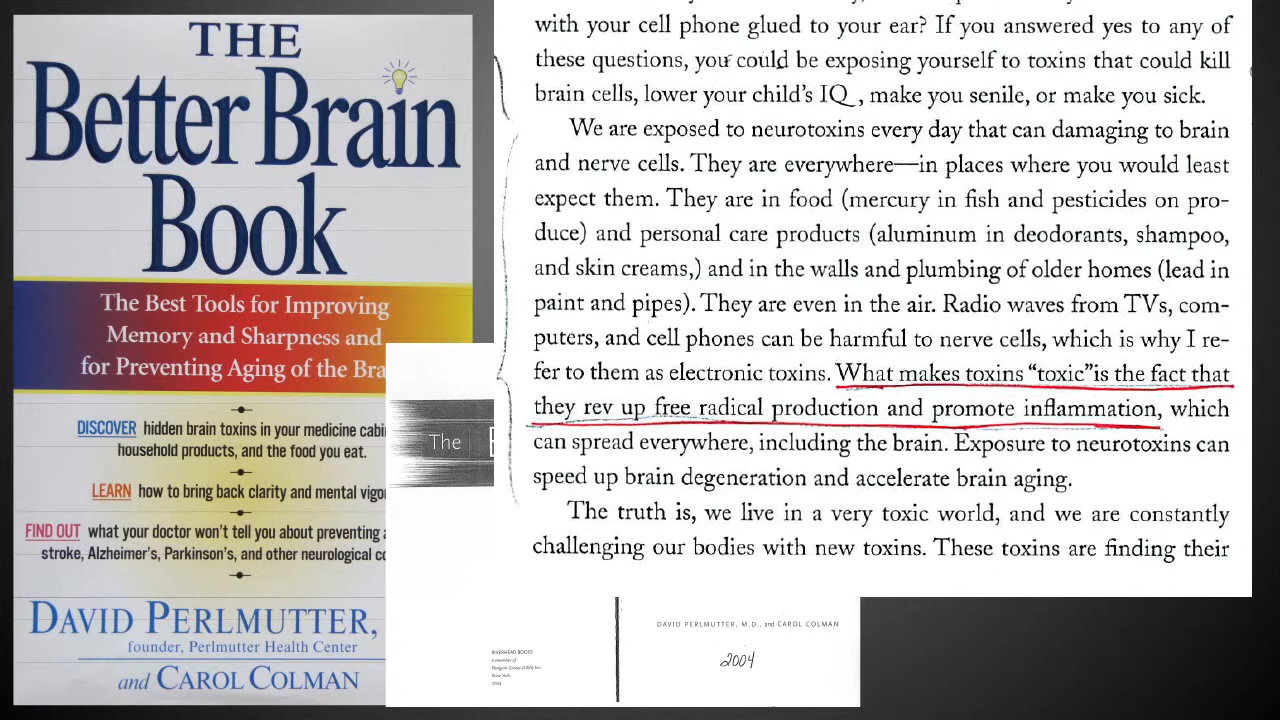 THE
Better Brain
Book
The Best Tools for Improving
Memory and Sharpness and
for Preventing Aging of the
DISCOVER hidden brain toxins in your medicine
household products, and the food you eat.
LEARN how to bring back clarity and mental
FIND OUT what your doctor won't tell you about preventing
stroke, Alzheimer's, Parkinson's, and other neurological
DAVID PERLMUTTER,
founder, Perlmutter Health Center
and CAROL COLMAN
The
with your cell phone glued to your ear? If you answered yes to any of
these questions, you could be exposing yourself to toxins that could kill
brain cells, lower your child's IQ, make you senile, or make you sick.
We are exposed to neurotoxins every day that can damaging to brain
and nerve cells. They are everywhere—in places where you would least
expect them. They are in food (mercury in fish and pesticides on pro-
duce) and personal care products (aluminum in deodorants, shampoo,
and skin creams,) and in the walls and plumbing of older homes (lead in
paint and pipes). They are even in the air. Radio waves from TVs, com-
puters, and cell phones can be harmful to nerve cells, which is why I re-
fer to them as electronic toxins. What makes toxins "toxic"is the fact that
they rev up free radical production and promote inflammation, which
can spread everywhere, including the brain. Exposure to neurotoxins can
speed up brain degeneration and accelerate brain aging.
The truth is, we live in a very toxic world, and we are constantly
challenging our bodies with new toxins. These toxins are finding their
DAVID PERLMUTTER, M.D., and CAROL COLMAN
2004
RIVERHEAD BOOKS
a member of
Penguin Group (USA) Inc.
New York
2004